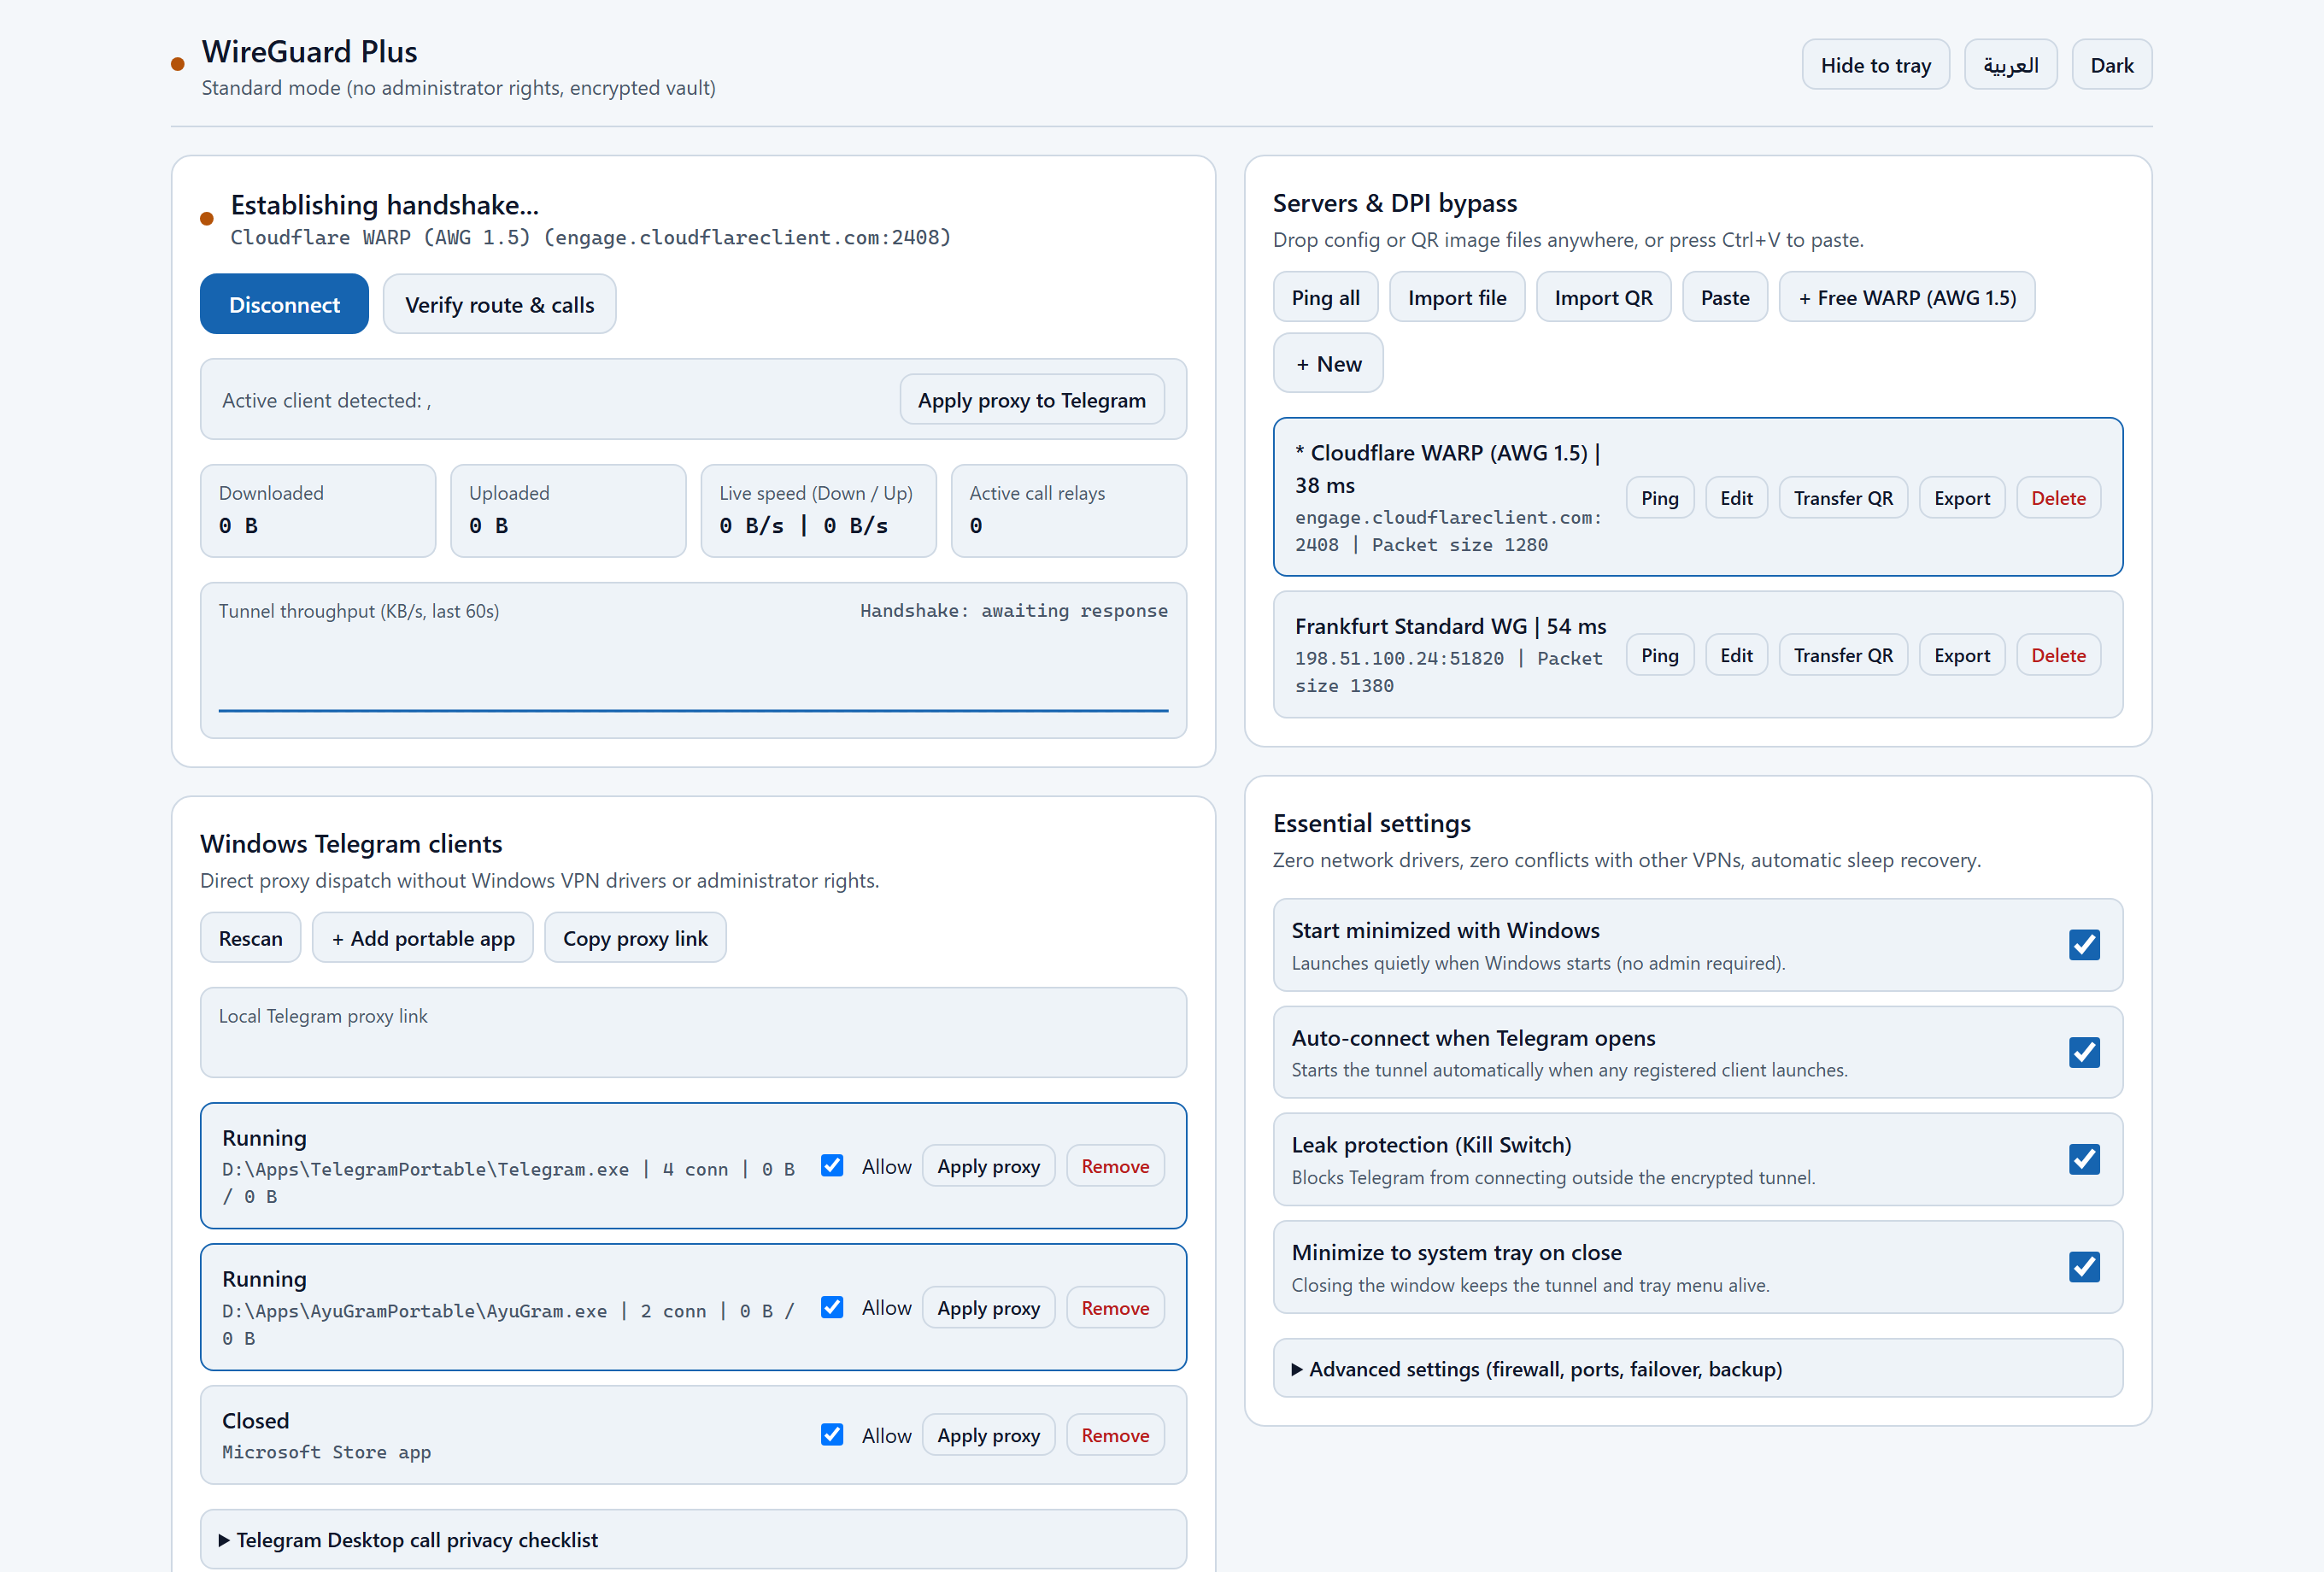 WireGuard Plus
Standard mode (no administrator rights, encrypted vault)
Hide to tray
العربية
Dark
Establishing handshake...
Cloudflare WARP (AWG 1.5) (engage.cloudflareclient.com:2408)
Disconnect
Verify route & calls
Active client detected: ,
Apply proxy to Telegram
Downloaded
0 B
Uploaded
0 B
Live speed (Down / Up)
0 B/s | 0 B/s
Active call relays
0
Tunnel throughput (KB/s, last 60s)
Handshake: awaiting response
Windows Telegram clients
Direct proxy dispatch without Windows VPN drivers or administrator rights.
Rescan
+ Add portable app
Copy proxy link
Local Telegram proxy link
Running
D:\Apps\TelegramPortable\Telegram.exe | 4 conn | 0 B
/ 0 B
Allow
Apply proxy
Remove
Running
D:\Apps\AyuGramPortable\AyuGram.exe | 2 conn | 0 B /
0 B
Allow
Apply proxy
Remove
Closed
Microsoft Store app
Allow
Apply proxy
Remove
▶ Telegram Desktop call privacy checklist
Servers & DPI bypass
Drop config or QR image files anywhere, or press Ctrl+V to paste.
Ping all
Import file
Import QR
Paste
+ Free WARP (AWG 1.5)
+ New
* Cloudflare WARP (AWG 1.5) |
38 ms
engage.cloudflareclient.com:
2408 | Packet size 1280
Ping
Edit
Transfer QR
Export
Delete
Frankfurt Standard WG | 54 ms
198.51.100.24:51820 | Packet
size 1380
Ping
Edit
Transfer QR
Export
Delete
Essential settings
Zero network drivers, zero conflicts with other VPNs, automatic sleep recovery.
Start minimized with Windows
Launches quietly when Windows starts (no admin required).
Auto-connect when Telegram opens
Starts the tunnel automatically when any registered client launches.
Leak protection (Kill Switch)
Blocks Telegram from connecting outside the encrypted tunnel.
Minimize to system tray on close
Closing the window keeps the tunnel and tray menu alive.
▶ Advanced settings (firewall, ports, failover, backup)